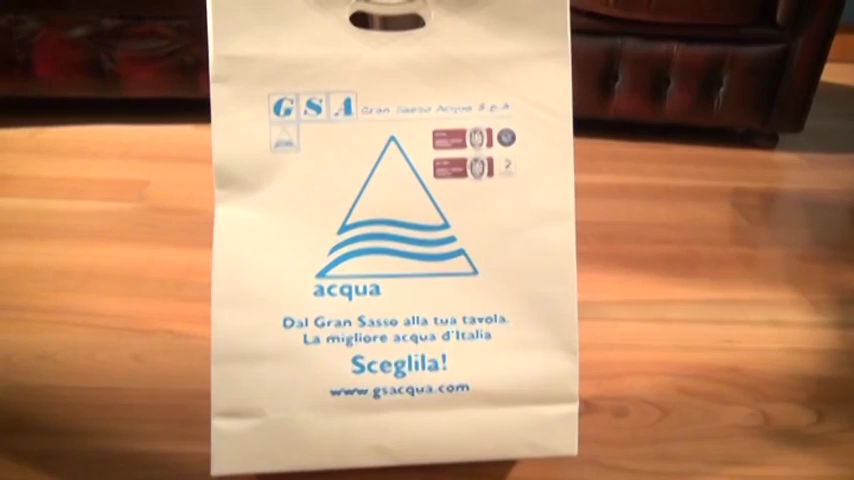 GSA Gran Sasso Acqua S.p.A
acqua
Dal Gran Sasso alla tua tavola.
La migliore acqua d'Italia
Sceglila!
www.gsacqua.com